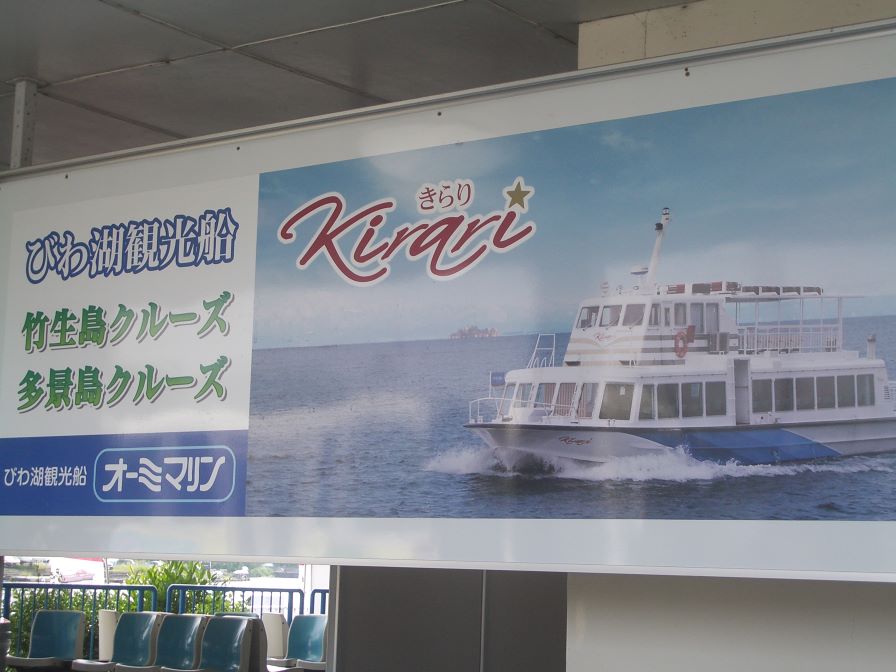 びわ湖観光船
竹生島クルーズ
多景島クルーズ
びわ湖観光船 オーミマリン
きらり
Kirari
Kirari